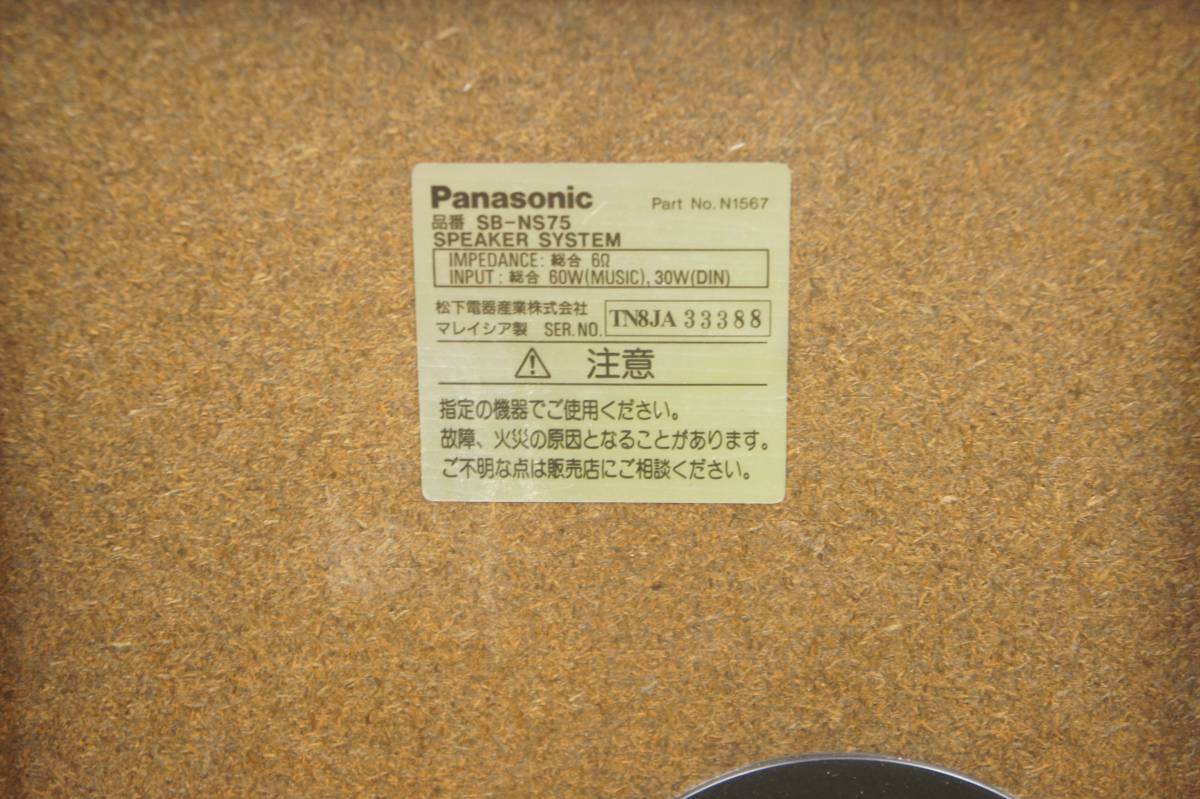 Panasonic Part No. N1567
品番 SB-NS75
SPEAKER SYSTEM
IMPEDANCE: 総合 6Ω
INPUT: 総合 60W(MUSIC), 30W(DIN)
松下電器産業株式会社
マレイシア製 SER.NO. TN8JA 33388
⚠ 注意
指定の機器でご使用ください。
故障、火災の原因となることがあります。
ご不明な点は販売店にご相談ください。